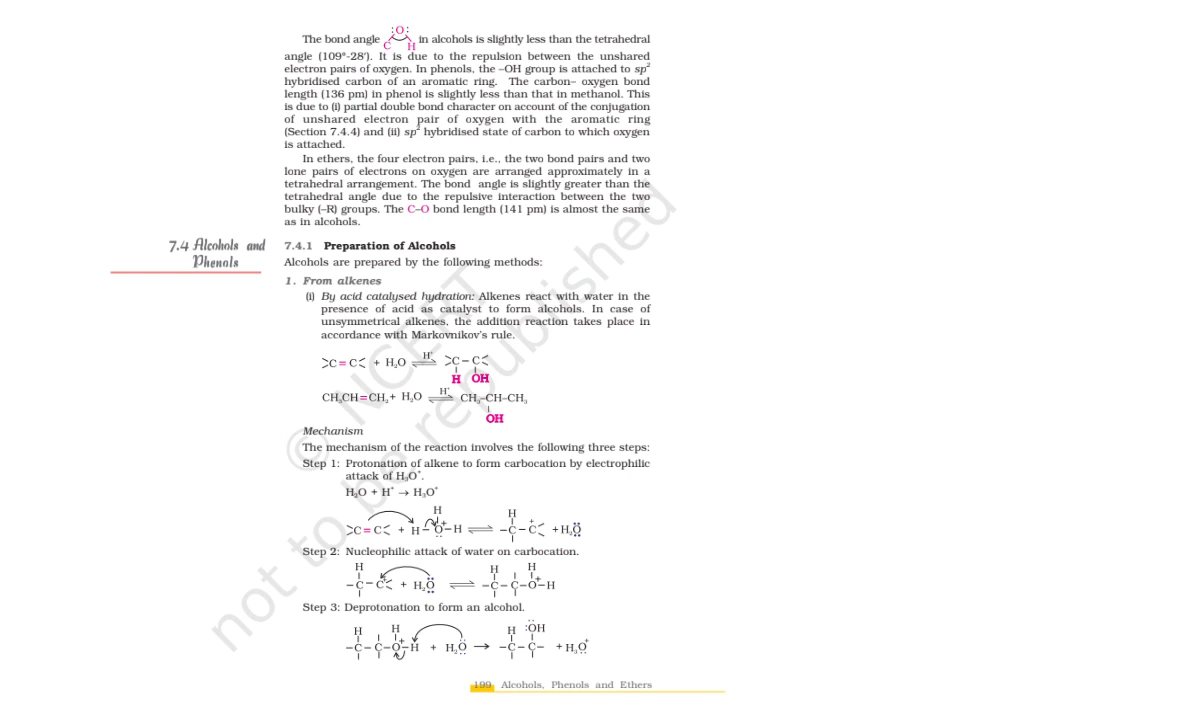 The bond angle :O: C H in alcohols is slightly less than the tetrahedral
angle (109°-28′). It is due to the repulsion between the unshared
electron pairs of oxygen. In phenols, the –OH group is attached to sp²
hybridised carbon of an aromatic ring. The carbon– oxygen bond
length (136 pm) in phenol is slightly less than that in methanol. This
is due to (i) partial double bond character on account of the conjugation
of unshared electron pair of oxygen with the aromatic ring
(Section 7.4.4) and (ii) sp² hybridised state of carbon to which oxygen
is attached.
In ethers, the four electron pairs, i.e., the two bond pairs and two
lone pairs of electrons on oxygen are arranged approximately in a
tetrahedral arrangement. The bond angle is slightly greater than the
tetrahedral angle due to the repulsive interaction between the two
bulky (–R) groups. The C–O bond length (141 pm) is almost the same
as in alcohols.
7.4 Alcohols and
Phenols
7.4.1 Preparation of Alcohols
Alcohols are prepared by the following methods:
1. From alkenes
(i) By acid catalysed hydration: Alkenes react with water in the
presence of acid as catalyst to form alcohols. In case of
unsymmetrical alkenes, the addition reaction takes place in
accordance with Markovnikov's rule.
>C=C< + H₂O ⇌ H⁺ >C–C<
H OH
CH₃CH=CH₂ + H₂O ⇌ H⁺ CH₃–CH–CH₃
OH
Mechanism
The mechanism of the reaction involves the following three steps:
Step 1: Protonation of alkene to form carbocation by electrophilic
attack of H₃O⁺.
H₂O + H⁺ → H₃O⁺
H H
>C=C< + H–O⁺–H ⇌ –C–C⁺< + H₂O
Step 2: Nucleophilic attack of water on carbocation.
H H H
–C–C⁺< + H₂O ⇌ –C–C–O⁺–H
Step 3: Deprotonation to form an alcohol.
H H H :OH
–C–C–O⁺–H + H₂O → –C–C– + H₃O⁺
199 Alcohols, Phenols and Ethers
© NCERT
not to be republished